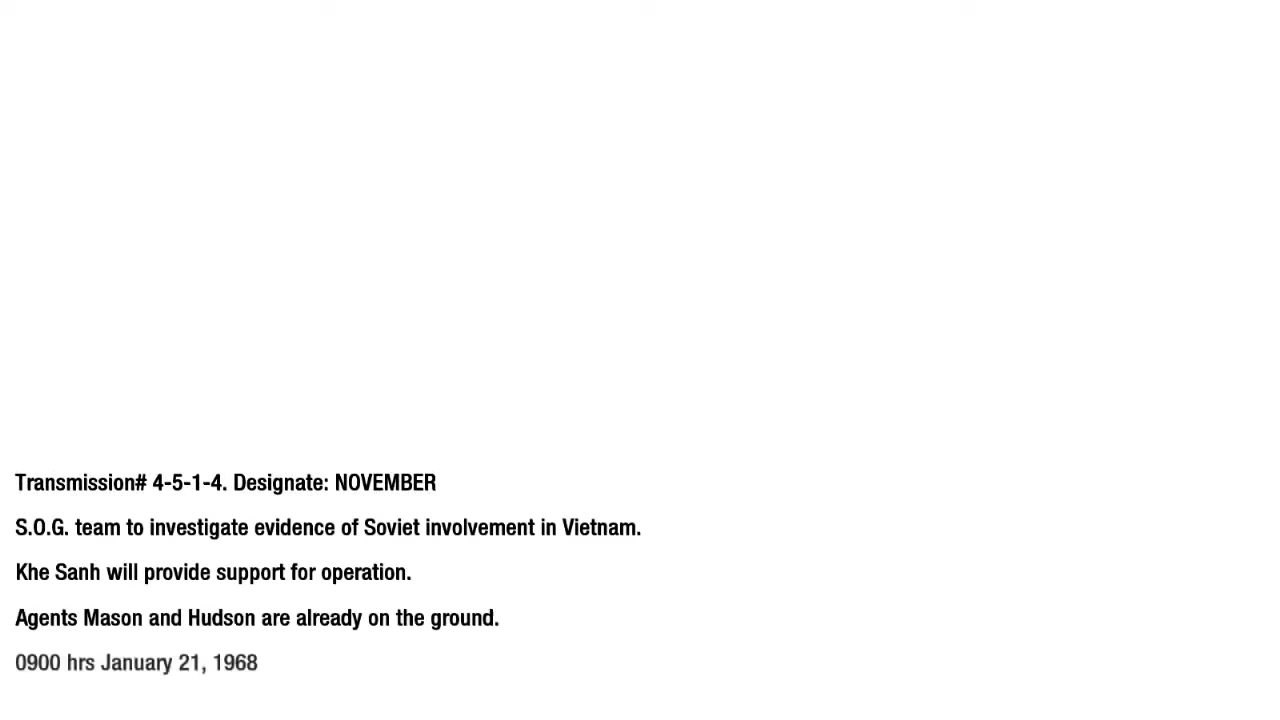 Transmission# 4-5-1-4. Designate: NOVEMBER
S.O.G. team to investigate evidence of Soviet involvement in Vietnam.
Khe Sanh will provide support for operation.
Agents Mason and Hudson are already on the ground.
0900 hrs January 21, 1968